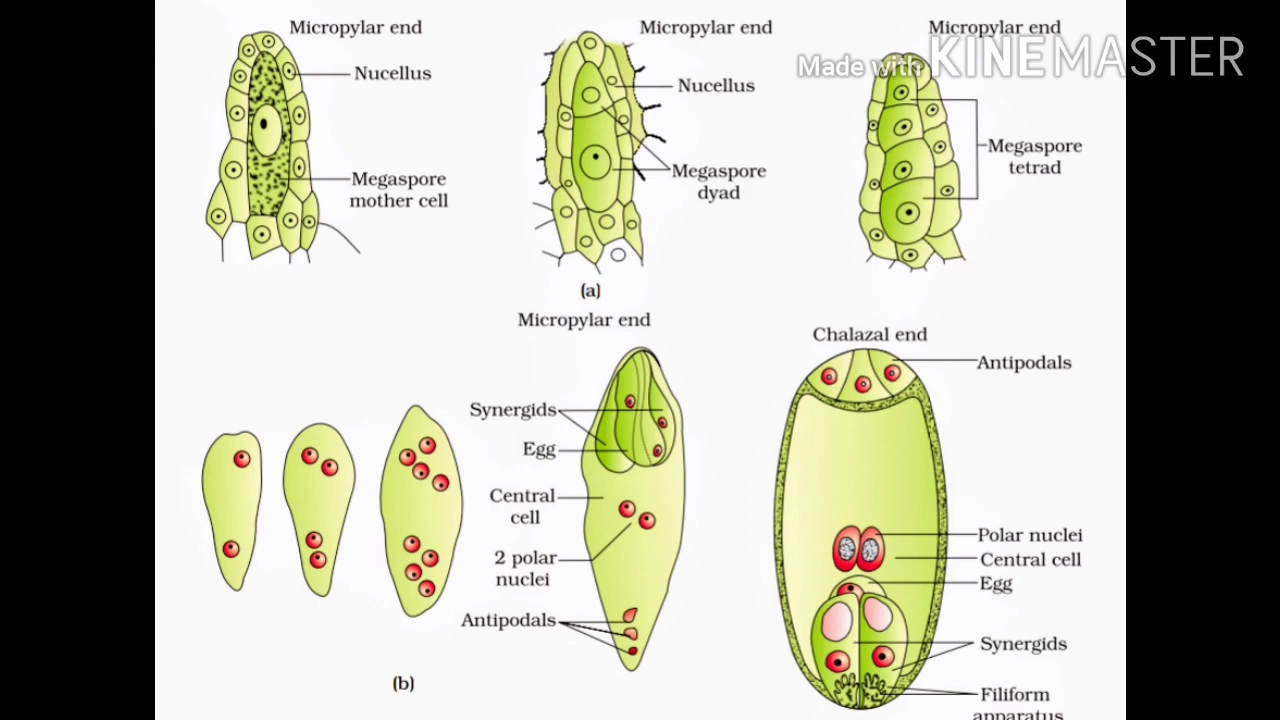 Micropylar end
Nucellus
Megaspore
mother cell
Micropylar end
Nucellus
Megaspore
dyad
Micropylar end
Made with KINEMASTER
Megaspore
tetrad
(a)
Micropylar end
Synergids
Egg
Central
cell
2 polar
nuclei
Antipodals
(b)
Chalazal end
Antipodals
Polar nuclei
Central cell
Egg
Synergids
Filiform
apparatus